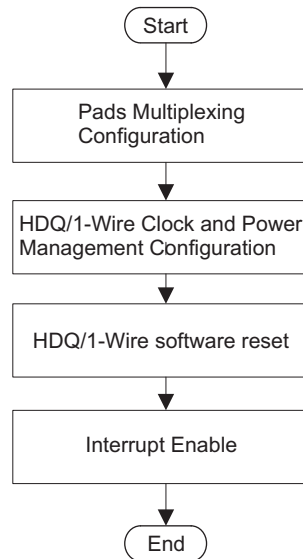 Start
Pads Multiplexing
Configuration
HDQ/1-Wire Clock and Power
Management Configuration
HDQ/1-Wire software reset
Interrupt Enable
End